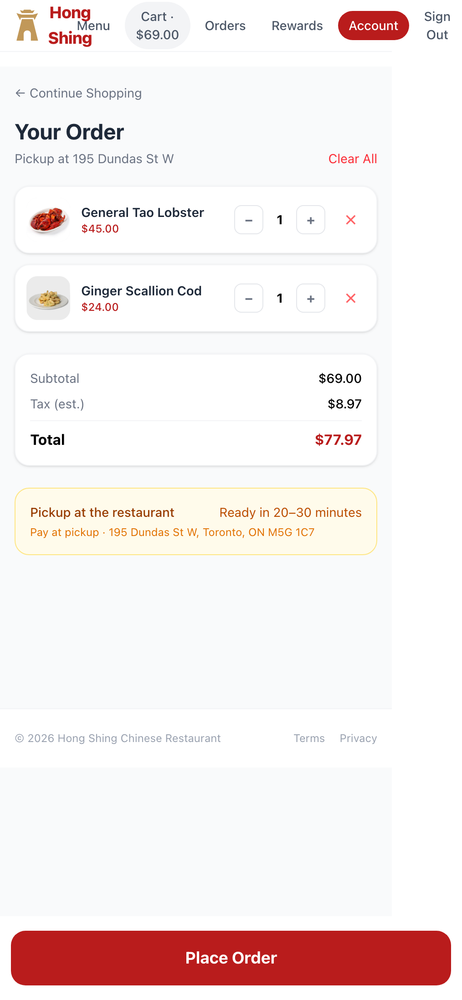 Hong
Shing
Menu
Cart ·
$69.00
Orders
Rewards
Account
Sign
Out
← Continue Shopping
Your Order
Pickup at 195 Dundas St W
Clear All
General Tao Lobster
$45.00
− 1 + ×
Ginger Scallion Cod
$24.00
− 1 + ×
Subtotal $69.00
Tax (est.) $8.97
Total $77.97
Pickup at the restaurant Ready in 20–30 minutes
Pay at pickup · 195 Dundas St W, Toronto, ON M5G 1C7
© 2026 Hong Shing Chinese Restaurant Terms Privacy
Place Order